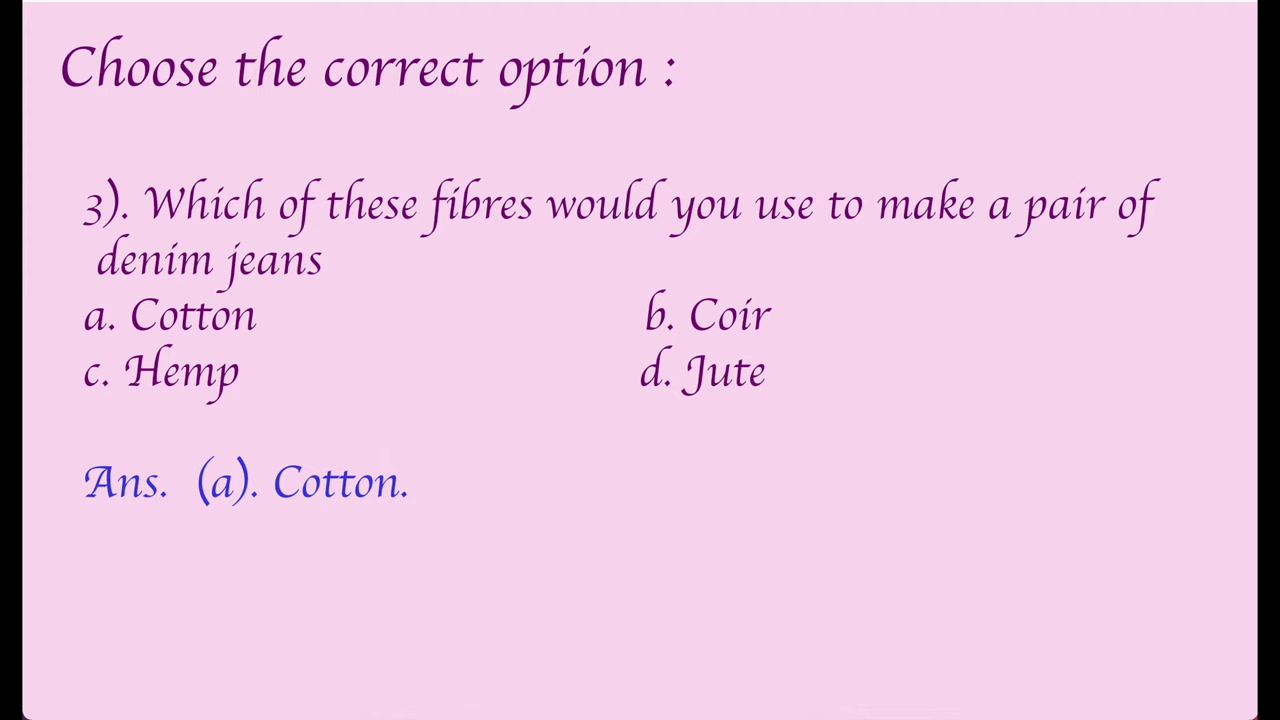 Choose the correct option :
3). Which of these fibres would you use to make a pair of
denim jeans
a. Cotton b. Coir
c. Hemp d. Jute
Ans. (a). Cotton.